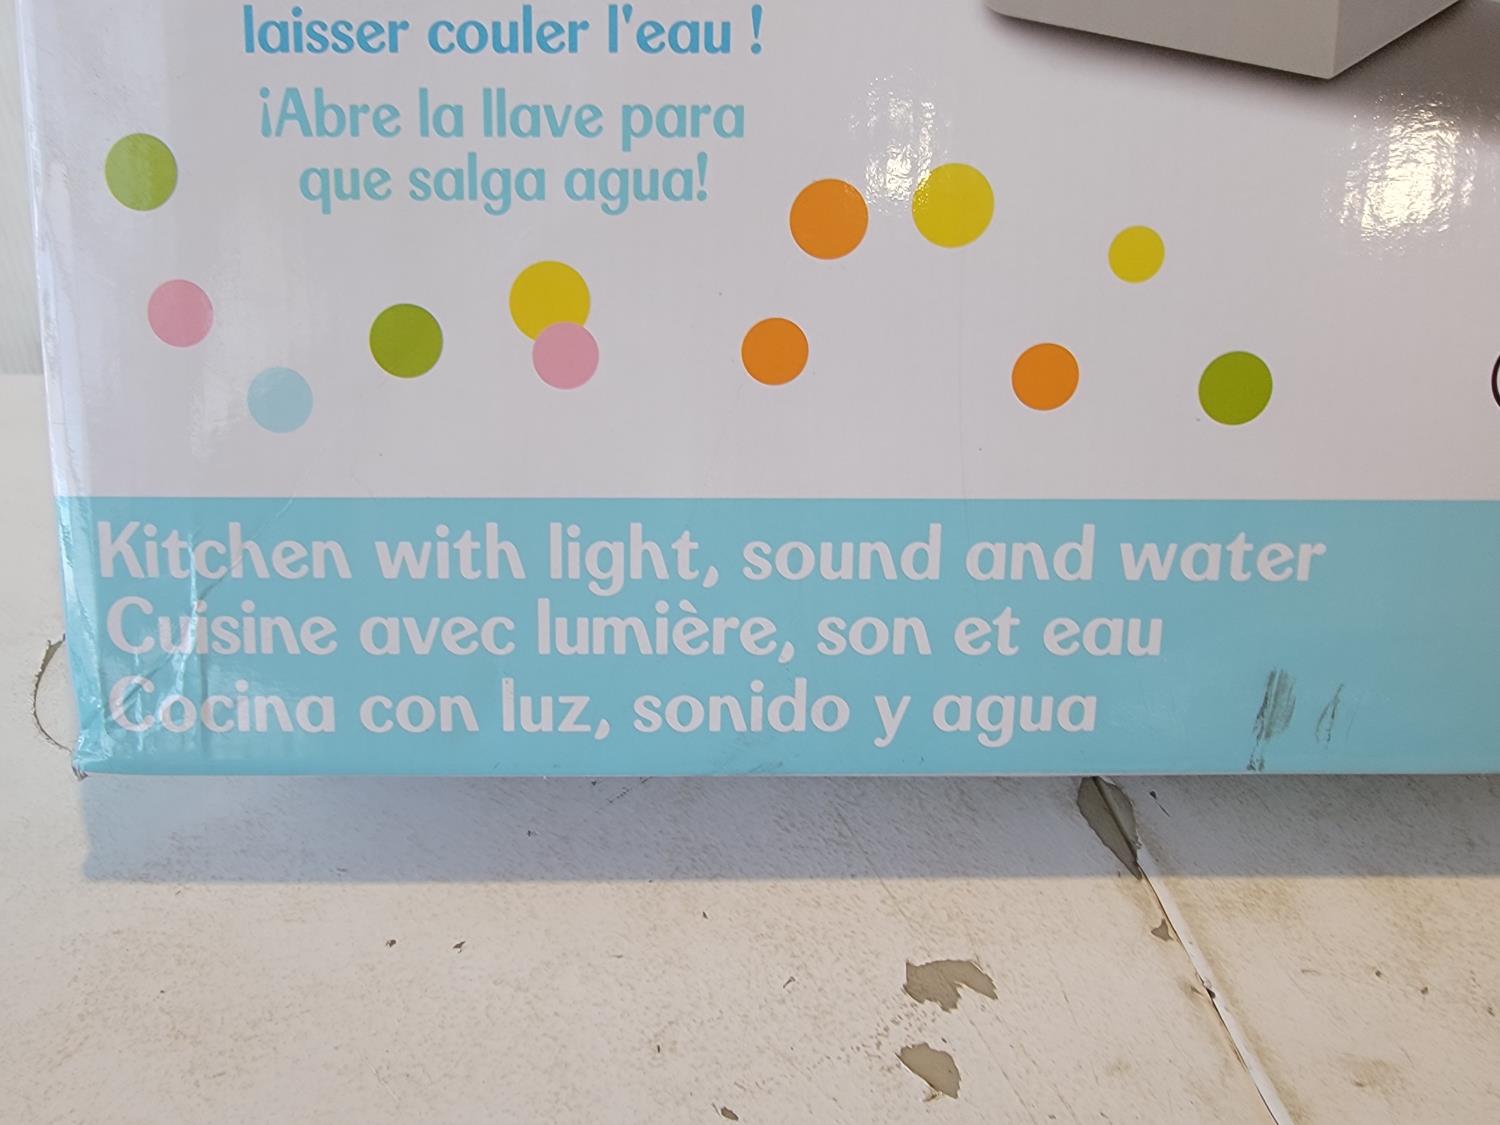 laisser couler l'eau !
¡Abre la llave para
que salga agua!
Kitchen with light, sound and water
Cuisine avec lumière, son et eau
Cocina con luz, sonido y agua